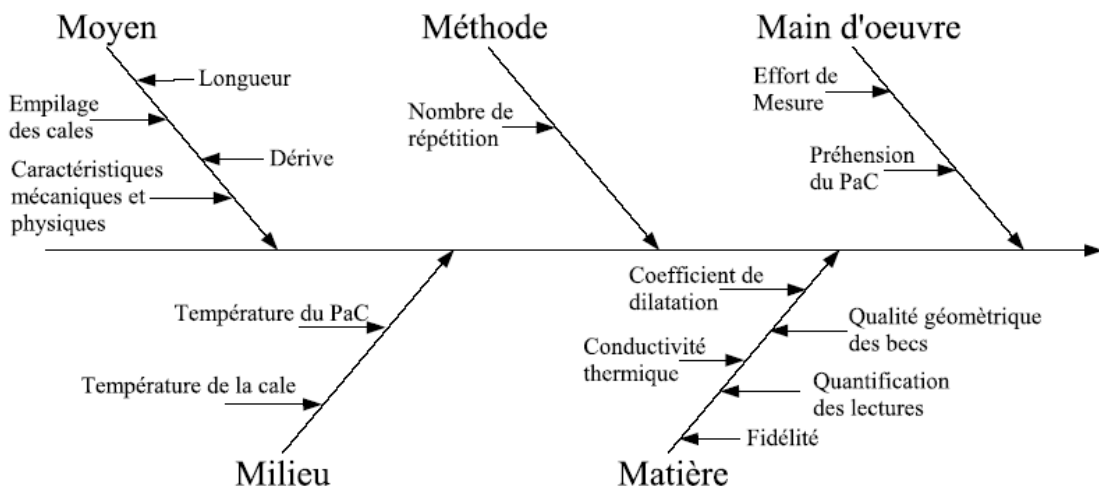 Moyen
Méthode
Main d'oeuvre
Longueur
Empilage
des cales
Dérive
Caractéristiques
mécaniques et
physiques
Nombre de
répétition
Effort de
Mesure
Préhension
du PaC
Température du PaC
Température de la cale
Coefficient de
dilatation
Qualité géomètrique
des becs
Conductivité
thermique
Quantification
des lectures
Fidélité
Milieu
Matière